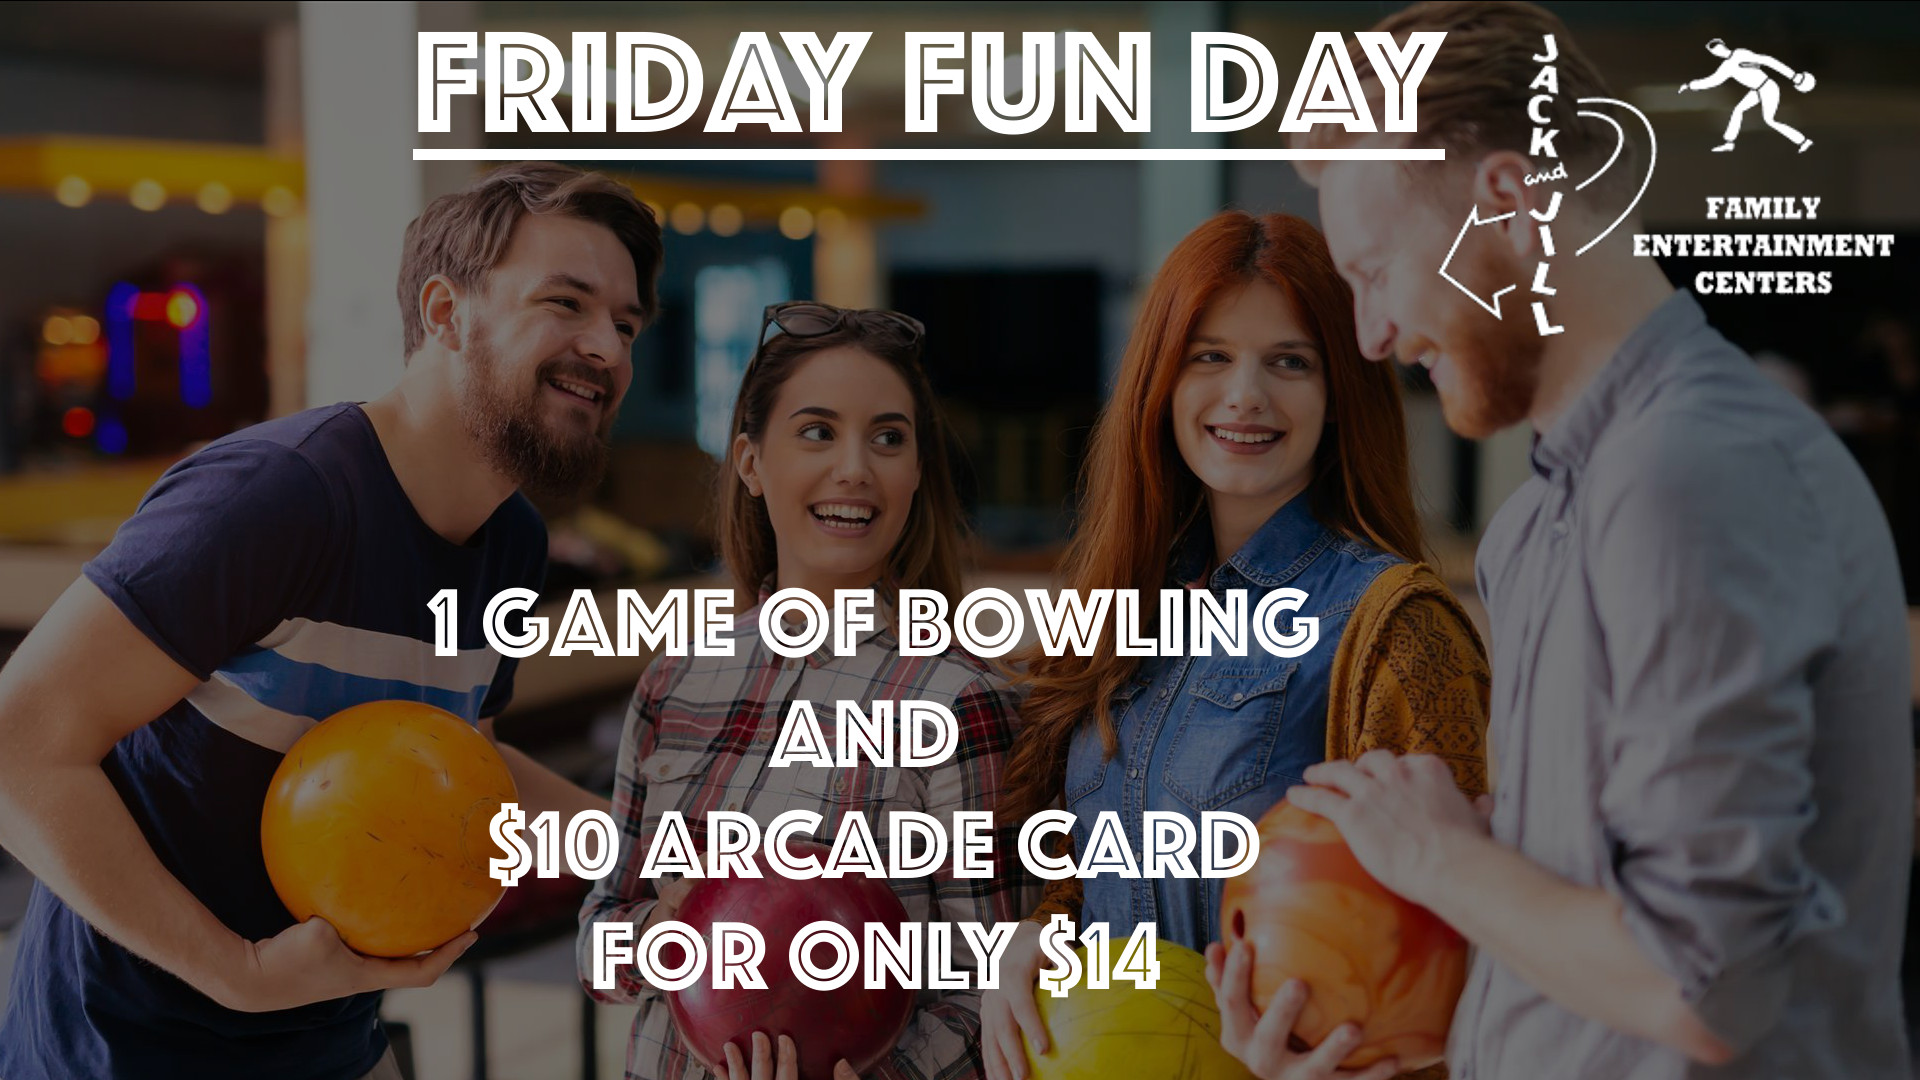 FRIDAY FUN DAY
JACK
and
JILL
FAMILY
ENTERTAINMENT
CENTERS
1 GAME OF BOWLING
AND
$10 ARCADE CARD
FOR ONLY $14